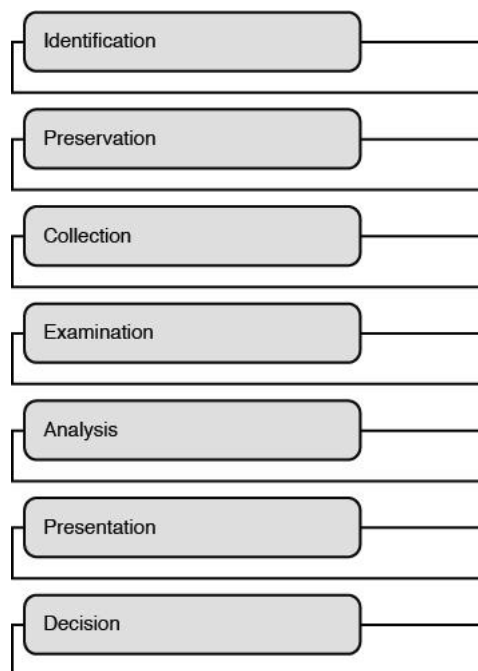 Identification
Preservation
Collection
Examination
Analysis
Presentation
Decision